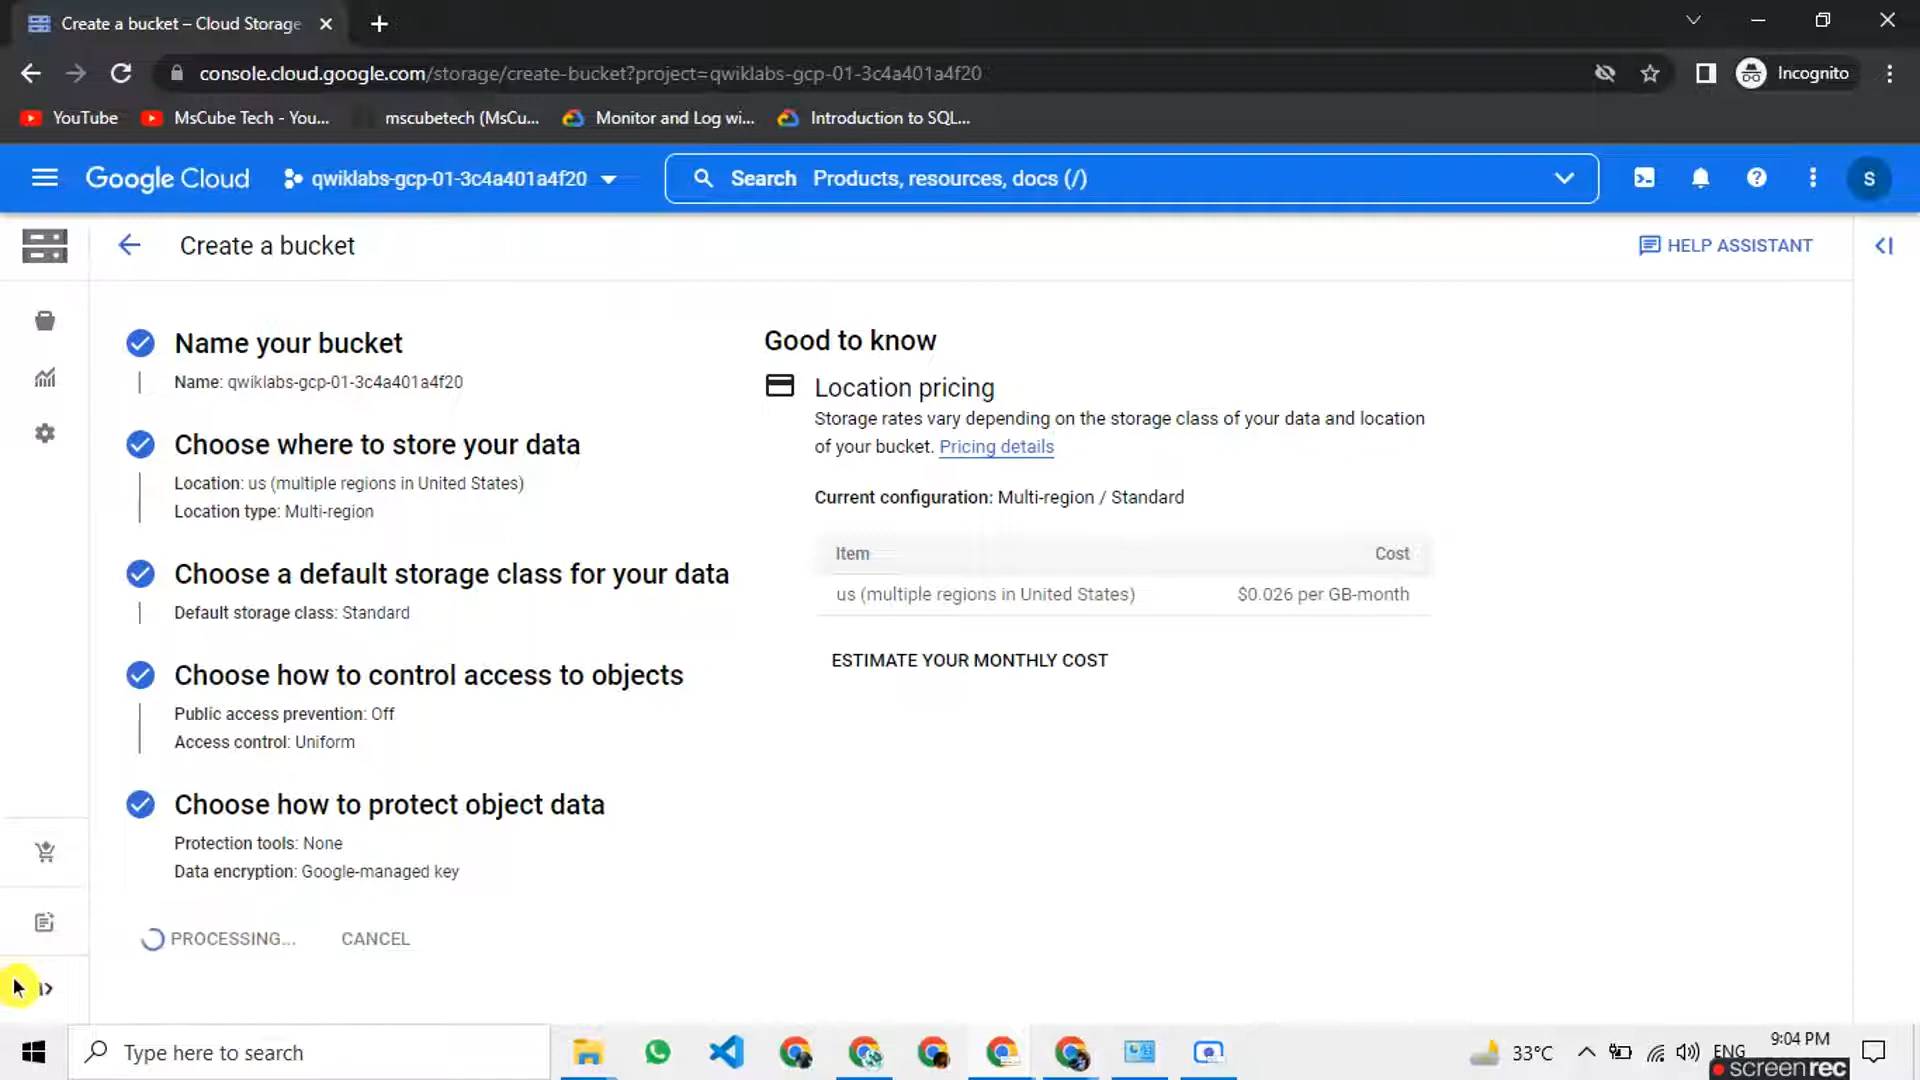 Create a bucket – Cloud Storage
console.cloud.google.com/storage/create-bucket?project=qwiklabs-gcp-01-3c4a401a4f20
Incognito
YouTube
MsCube Tech - You...
mscubetech (MsCu...
Monitor and Log wi...
Introduction to SQL...
Google Cloud
qwiklabs-gcp-01-3c4a401a4f20
Search Products, resources, docs (/)
S
Create a bucket
HELP ASSISTANT
Name your bucket
Name: qwiklabs-gcp-01-3c4a401a4f20
Choose where to store your data
Location: us (multiple regions in United States)
Location type: Multi-region
Choose a default storage class for your data
Default storage class: Standard
Choose how to control access to objects
Public access prevention: Off
Access control: Uniform
Choose how to protect object data
Protection tools: None
Data encryption: Google-managed key
PROCESSING...
CANCEL
Good to know
Location pricing
Storage rates vary depending on the storage class of your data and location
of your bucket. Pricing details
Current configuration: Multi-region / Standard
Item Cost
us (multiple regions in United States) $0.026 per GB-month
ESTIMATE YOUR MONTHLY COST
Type here to search
33°C
ENG
9:04 PM
screenrec